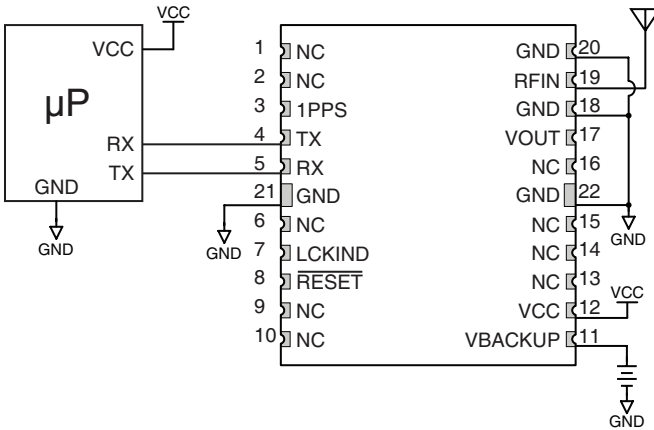 VCC
VCC
µP
RX
TX
GND
GND
1 NC
2 NC
3 1PPS
4 TX
5 RX
21 GND
GND
6 NC
7 LCKIND
8 RESET
9 NC
10 NC
GND 20
RFIN 19
GND 18
VOUT 17
NC 16
GND 22
GND
NC 15
NC 14
NC 13
VCC 12
VCC
VBACKUP 11
GND